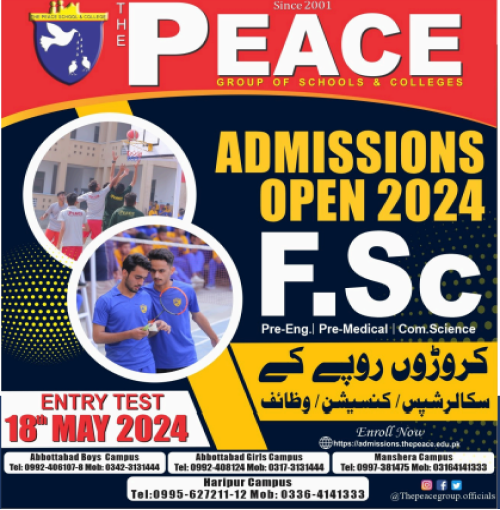 THE PEACE SCHOOL & COLLEGE
THE
PEACE
Since 2001
GROUP OF SCHOOLS & COLLEGES
ADMISSIONS
OPEN 2024
F.Sc
Pre-Eng.| Pre-Medical | Com.Science
کروڑوں روپے کے
سکالرشپس / کنسیشن / وظائف
ENTRY TEST
18th MAY 2024
Enroll Now
https://admissions.thepeace.edu.pk
Abbottabad Boys Campus
Tel: 0992-406107-8 Mob: 0342-3131444
Abbottabad Girls Campus
Tel: 0992-408124 Mob: 0317-3131444
Mansehra Campus
Tel: 0997-381475 Mob: 03164141333
Haripur Campus
Tel:0995-627211-12 Mob: 0336-4141333
@Thepeacegroup.officials